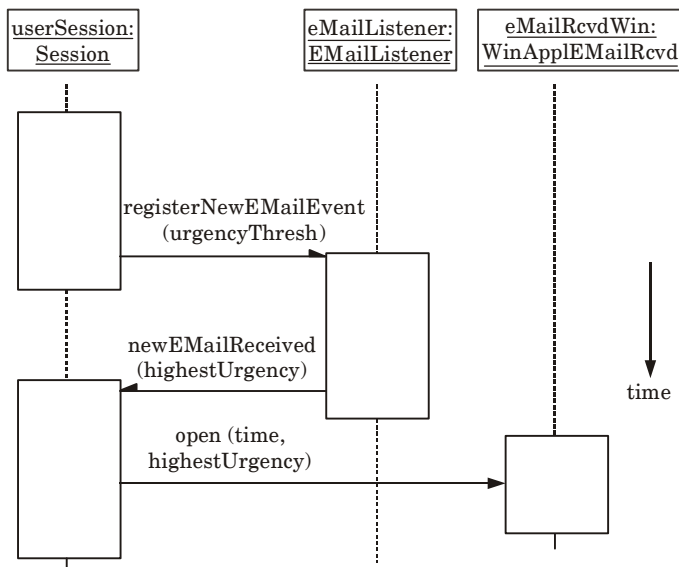 userSession:
Session
eMailListener:
EMailListener
eMailRcvdWin:
WinApplEMailRcvd
registerNewEMailEvent
(urgencyThresh)
newEMailReceived
(highestUrgency)
time
open (time,
highestUrgency)